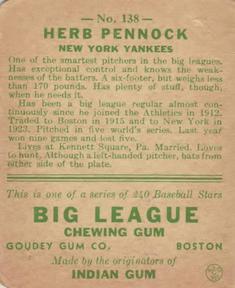 — No. 138 —
HERB PENNOCK
NEW YORK YANKEES
One of the smartest pitchers in the big leagues.
Has exceptional control and knows the weak-
nesses of the batters. A six-footer, but weighs less
than 170 pounds. Has plenty of stuff, though,
when he needs it.
Has been a big league regular almost con-
tinuously since he joined the Athletics in 1912.
Traded to Boston in 1915 and to New York in
1923. Pitched in five world's series. Last year
won nine games and lost five.
Lives at Kennett Square, Pa. Married. Loves
to hunt. Although a left-handed pitcher, bats from
either side of the plate.
This is one of a series of 240 Baseball Stars
BIG LEAGUE
CHEWING GUM
GOUDEY GUM CO. BOSTON
Made by the originators of
INDIAN GUM